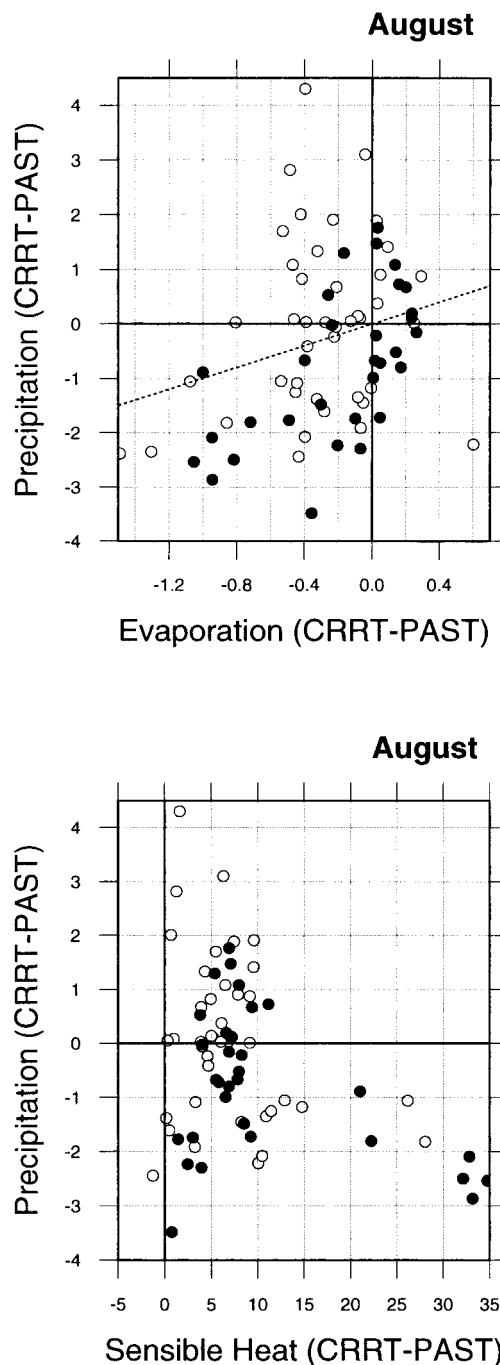 August
4
3
2
1
0
-1
-2
-3
-4
Precipitation (CRRT-PAST)
-1.2 -0.8 -0.4 0.0
Evaporation (CRRT-PAST)
August
4
3
2
1
0
-1
-2
-3
-4
Precipitation (CRRT-PAST)
-5 0 5 10 15 20 25 30 35
Sensible Heat (CRRT-PAST)